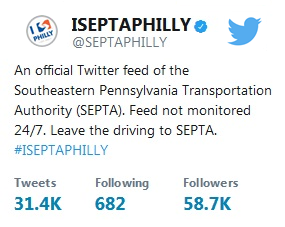 I S
PHILLY
ISEPTAPHILLY
@SEPTAPHILLY
An official Twitter feed of the
Southeastern Pennsylvania Transportation
Authority (SEPTA). Feed not monitored
24/7. Leave the driving to SEPTA.
#ISEPTAPHILLY
Tweets Following Followers
31.4K 682 58.7K